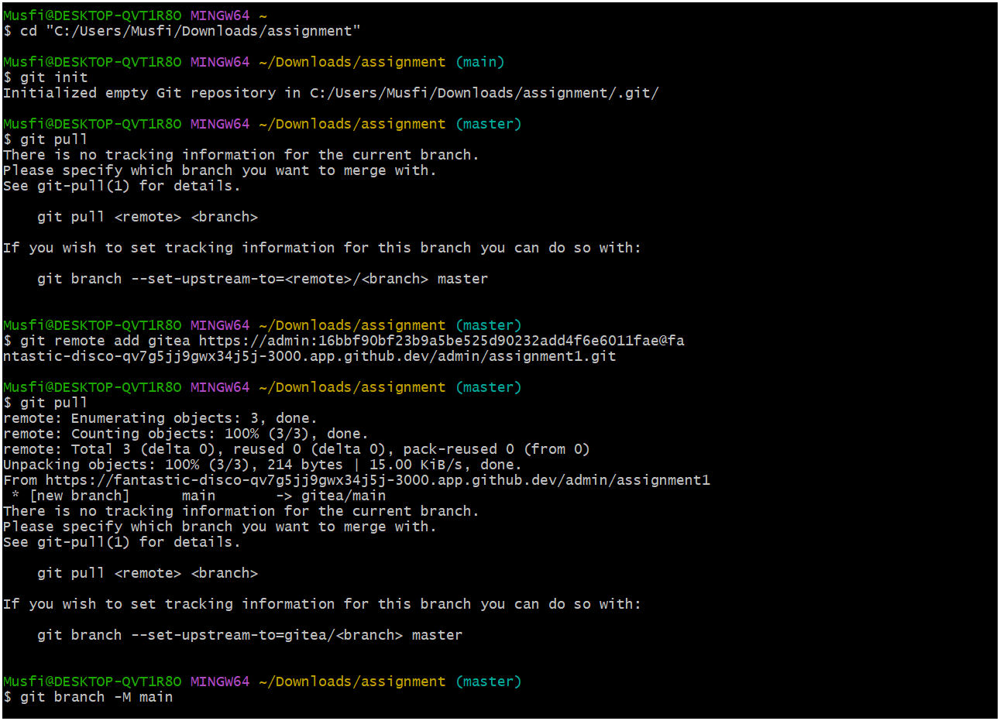 Musfi@DESKTOP-QVT1R8O MINGW64 ~
$ cd "C:/Users/Musfi/Downloads/assignment"
Musfi@DESKTOP-QVT1R8O MINGW64 ~/Downloads/assignment (main)
$ git init
Initialized empty Git repository in C:/Users/Musfi/Downloads/assignment/.git/
Musfi@DESKTOP-QVT1R8O MINGW64 ~/Downloads/assignment (master)
$ git pull
There is no tracking information for the current branch.
Please specify which branch you want to merge with.
See git-pull(1) for details.
git pull <remote> <branch>
If you wish to set tracking information for this branch you can do so with:
git branch --set-upstream-to=<remote>/<branch> master
Musfi@DESKTOP-QVT1R8O MINGW64 ~/Downloads/assignment (master)
$ git remote add gitea https://admin:16bbf90bf23b9a5be525d90232add4f6e6011fae@fa
ntastic-disco-qv7g5jj9gwx34j5j-3000.app.github.dev/admin/assignment1.git
Musfi@DESKTOP-QVT1R8O MINGW64 ~/Downloads/assignment (master)
$ git pull
remote: Enumerating objects: 3, done.
remote: Counting objects: 100% (3/3), done.
remote: Total 3 (delta 0), reused 0 (delta 0), pack-reused 0 (from 0)
Unpacking objects: 100% (3/3), 214 bytes | 15.00 KiB/s, done.
From https://fantastic-disco-qv7g5jj9gwx34j5j-3000.app.github.dev/admin/assignment1
* [new branch]      main       -> gitea/main
There is no tracking information for the current branch.
Please specify which branch you want to merge with.
See git-pull(1) for details.
git pull <remote> <branch>
If you wish to set tracking information for this branch you can do so with:
git branch --set-upstream-to=gitea/<branch> master
Musfi@DESKTOP-QVT1R8O MINGW64 ~/Downloads/assignment (master)
$ git branch -M main